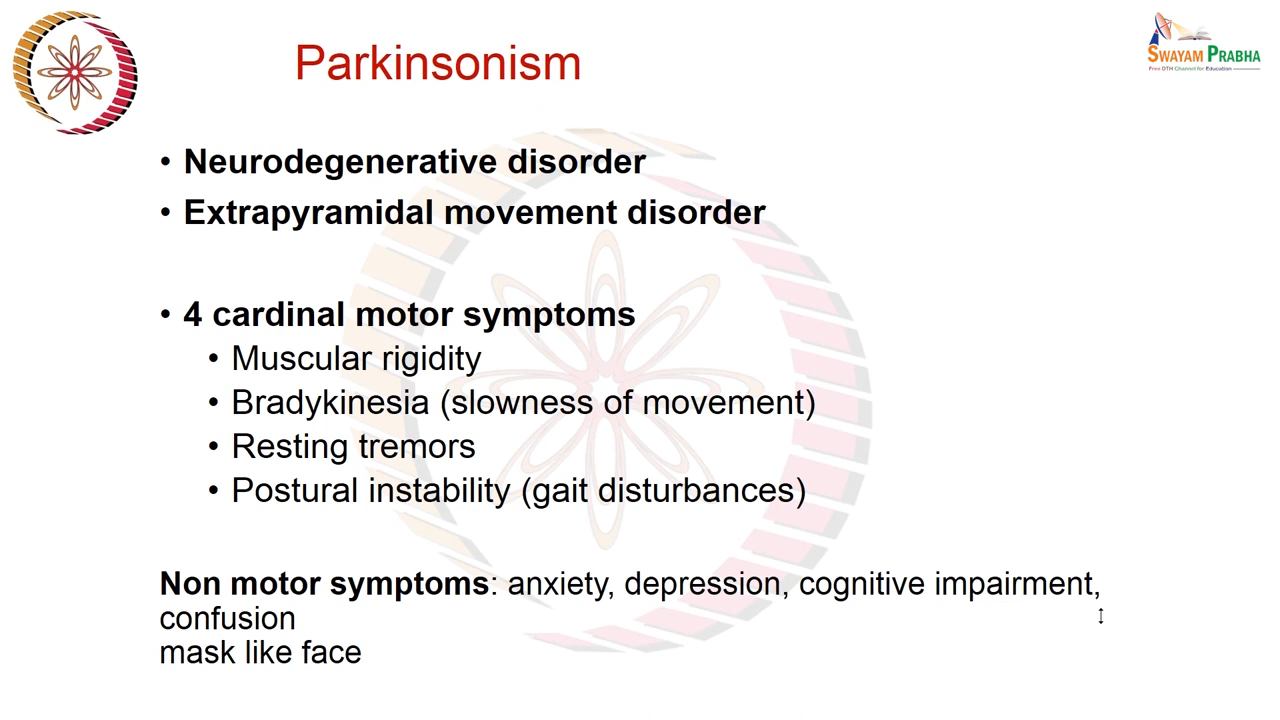 Parkinsonism
SWAYAM PRABHA
Free DTH Channel for Education
• Neurodegenerative disorder
• Extrapyramidal movement disorder
• 4 cardinal motor symptoms
• Muscular rigidity
• Bradykinesia (slowness of movement)
• Resting tremors
• Postural instability (gait disturbances)
Non motor symptoms: anxiety, depression, cognitive impairment,
confusion
mask like face